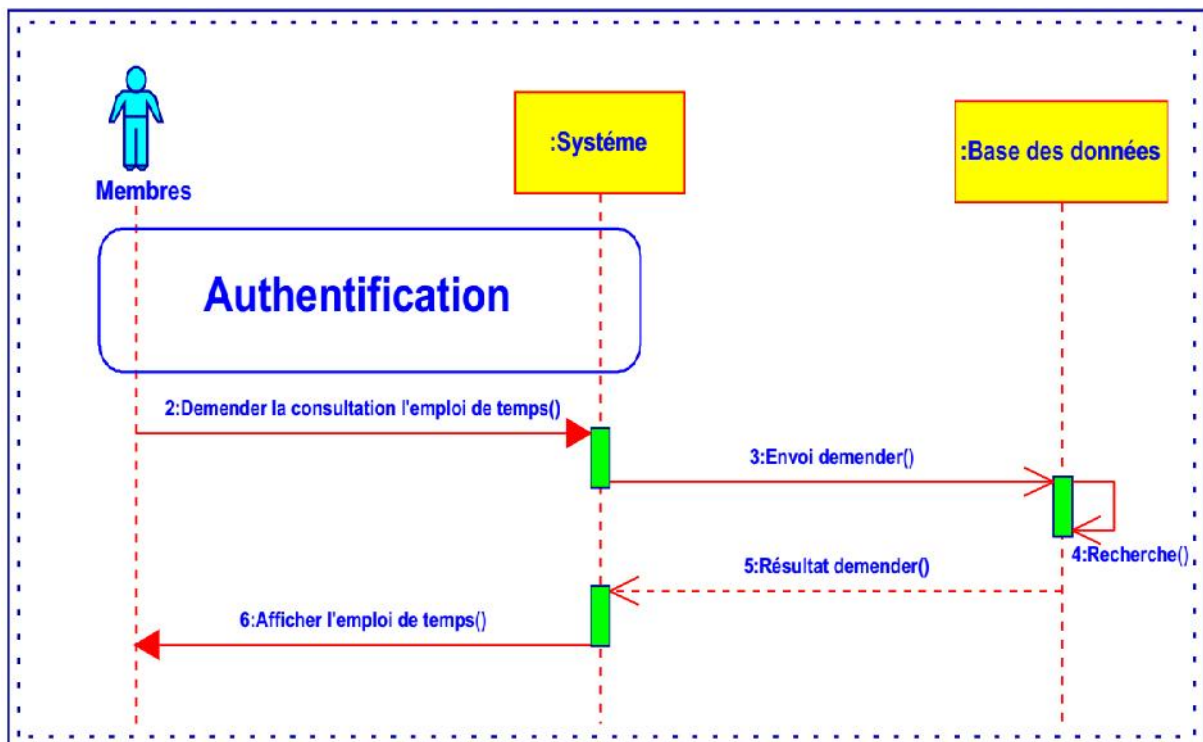 :Systéme
:Base des données
Membres
Authentification
2:Demender la consultation l'emploi de temps()
3:Envoi demender()
4:Recherche()
5:Résultat demender()
6:Afficher l'emploi de temps()